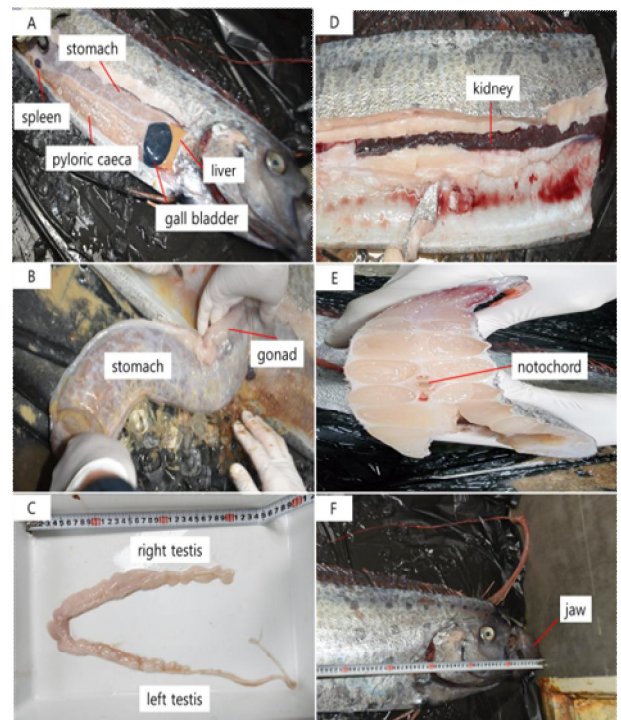 A
stomach
spleen
pyloric caeca
liver
gall bladder
B
stomach
gonad
C
right testis
left testis
D
kidney
E
notochord
F
jaw